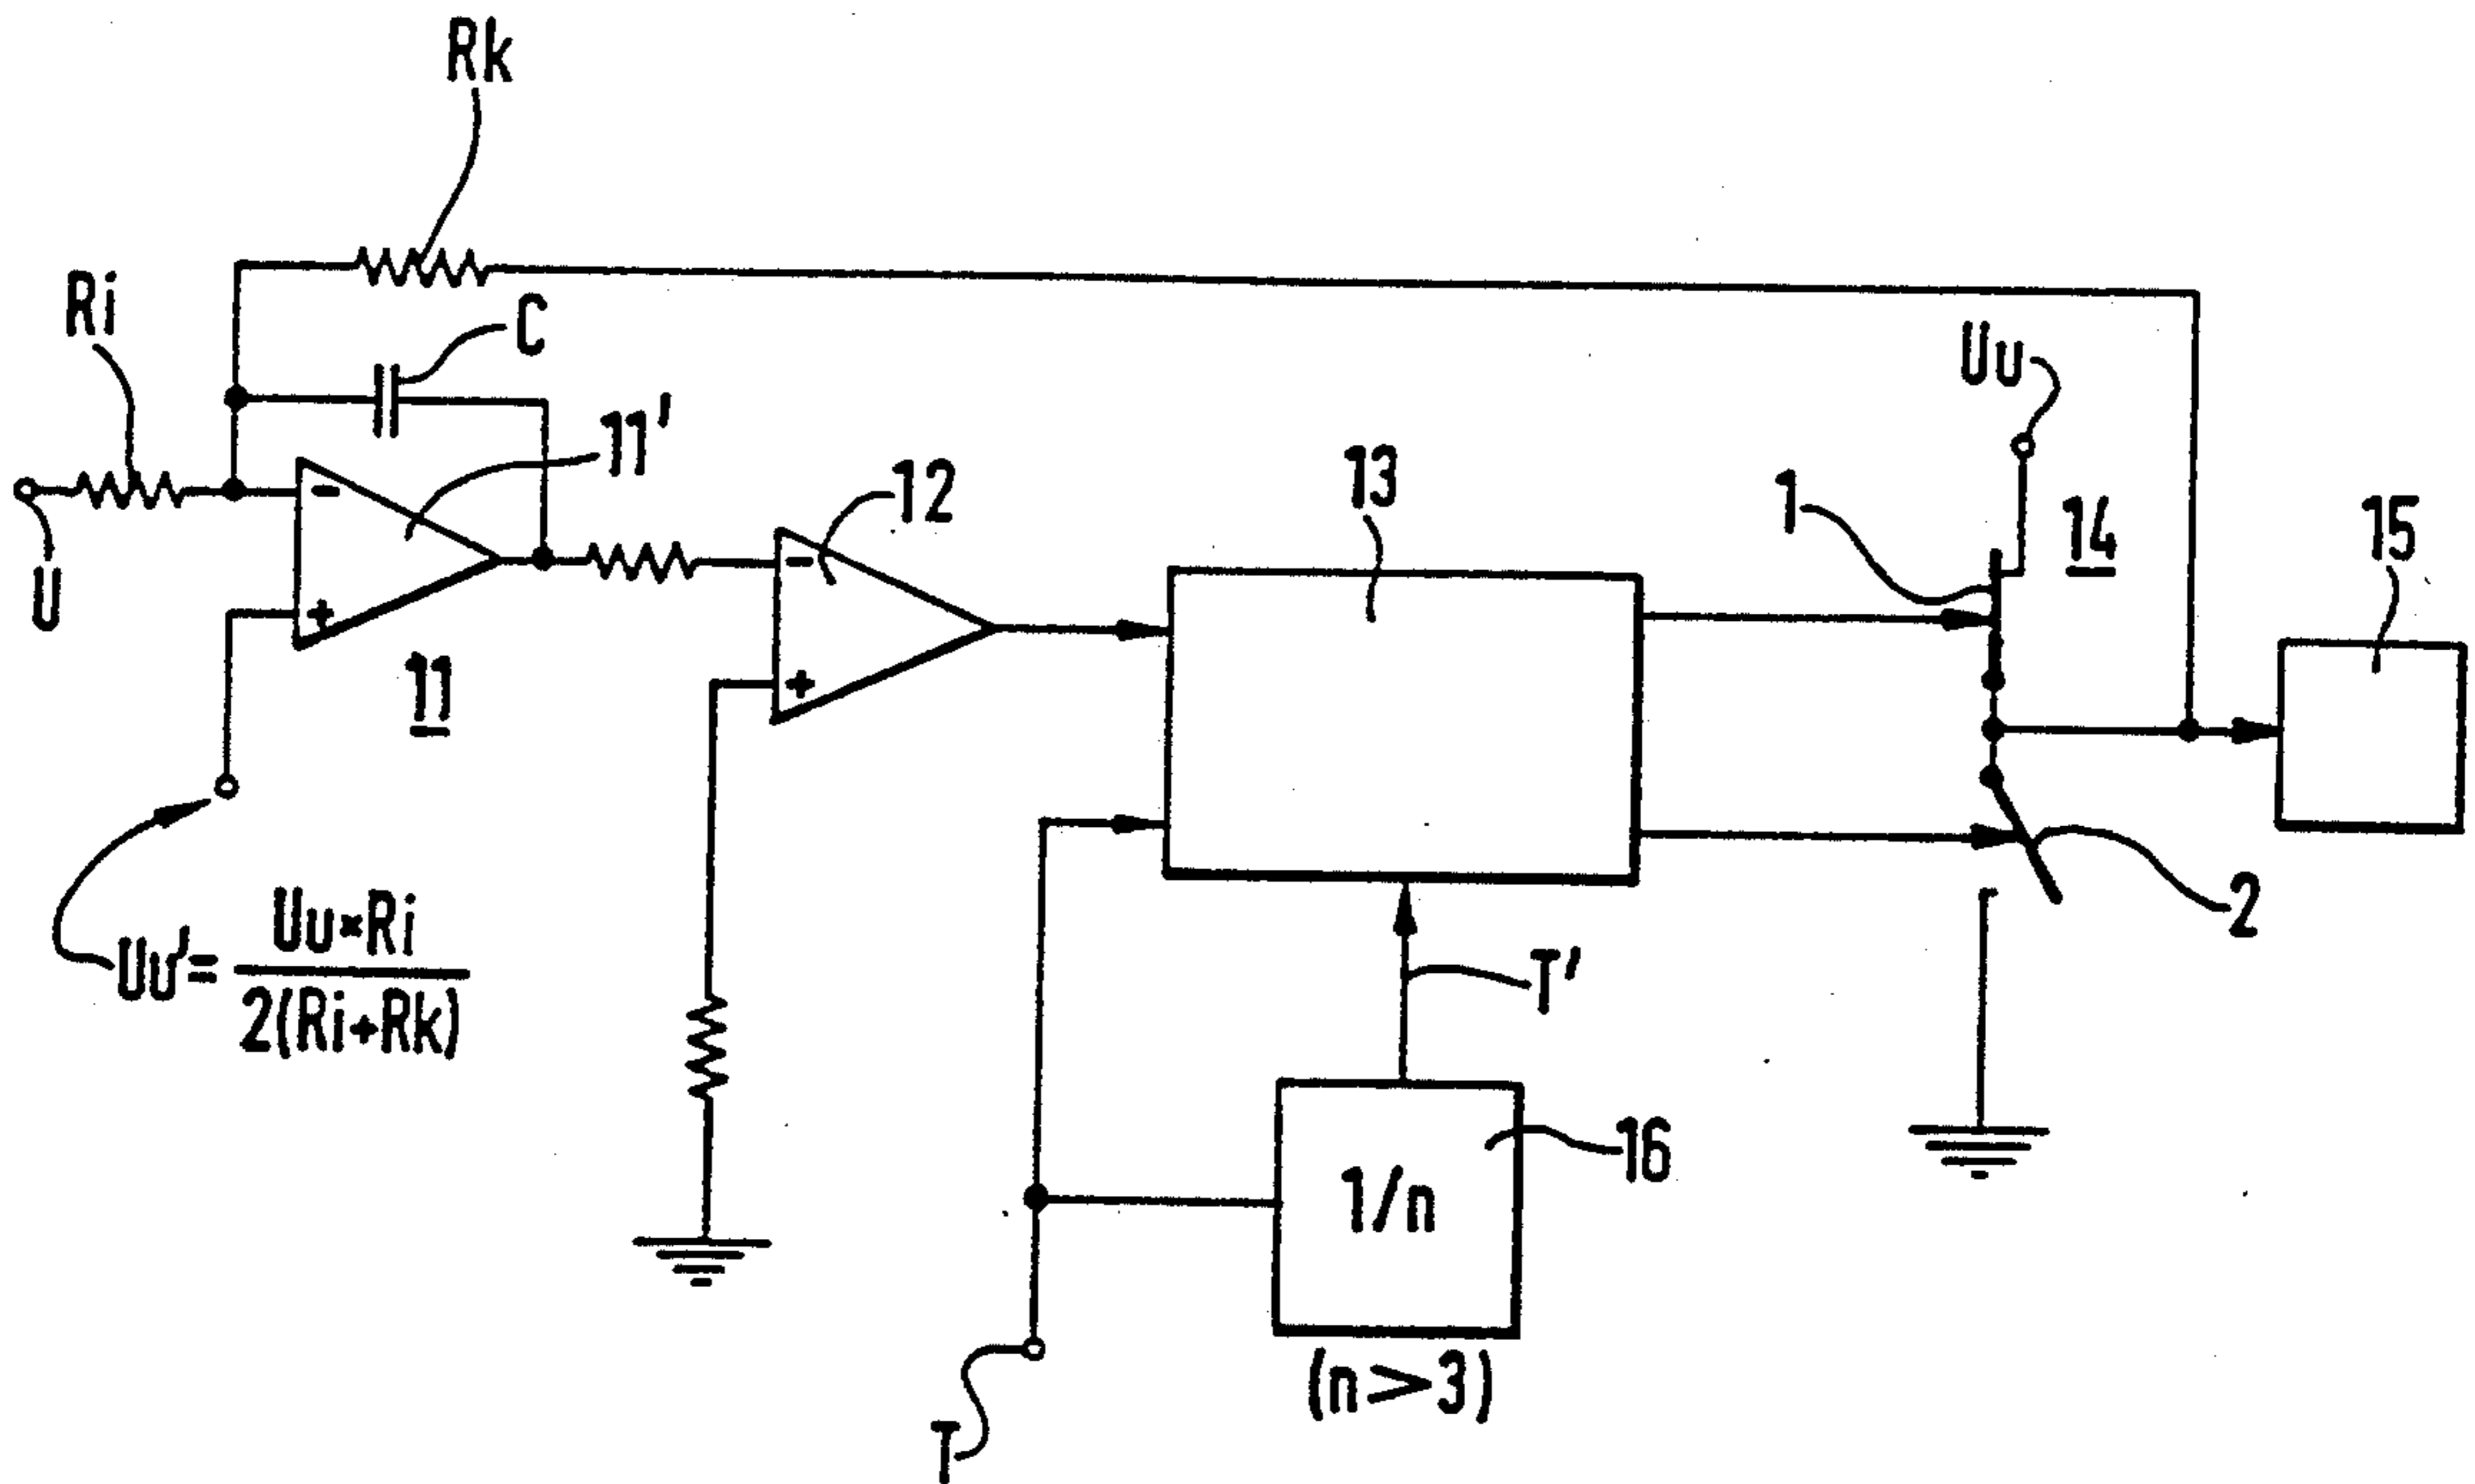 Rk
Ri
C
11'
12
13
Uu
1
14
15
U
-
+
-
+
11
2
Uu'= Uu×Ri
2(Ri+Rk)
T'
16
1/n
(n>3)
T